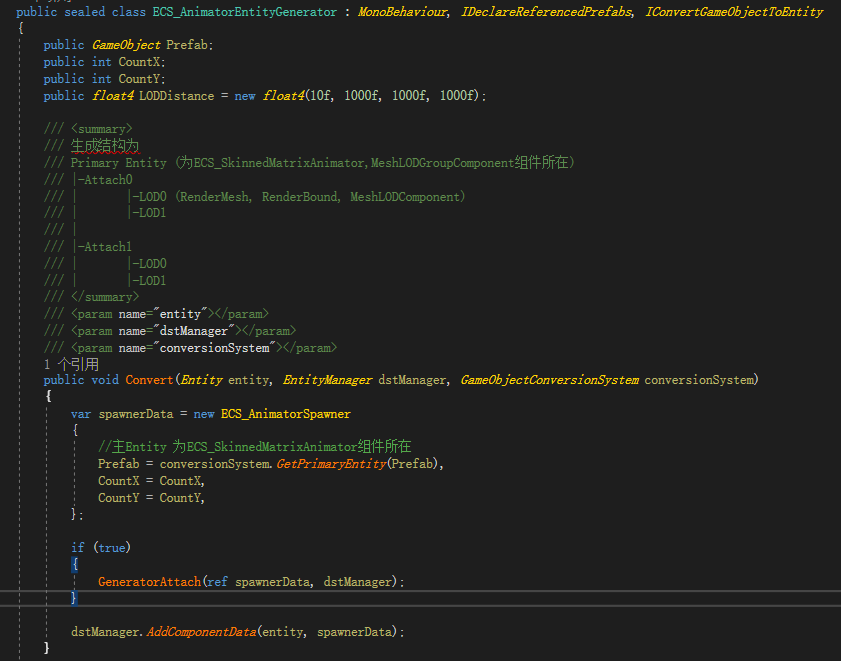 public sealed class ECS_AnimatorEntityGenerator : MonoBehaviour, IDeclareReferencedPrefabs, IConvertGameObjectToEntity
{
public GameObject Prefab;
public int CountX;
public int CountY;
public float4 LODDistance = new float4(10f, 1000f, 1000f, 1000f);
/// <summary>
/// 生成结构为
/// Primary Entity (为ECS_SkinnedMatrixAnimator,MeshLODGroupComponent组件所在)
/// |-Attach0
/// |       |-LOD0 (RenderMesh, RenderBound, MeshLODComponent)
/// |       |-LOD1
/// |
/// |-Attach1
/// |       |-LOD0
/// |       |-LOD1
/// </summary>
/// <param name="entity"></param>
/// <param name="dstManager"></param>
/// <param name="conversionSystem"></param>
1 个引用
public void Convert(Entity entity, EntityManager dstManager, GameObjectConversionSystem conversionSystem)
{
var spawnerData = new ECS_AnimatorSpawner
{
//主Entity 为ECS_SkinnedMatrixAnimator组件所在
Prefab = conversionSystem.GetPrimaryEntity(Prefab),
CountX = CountX,
CountY = CountY,
};
if (true)
{
GeneratorAttach(ref spawnerData, dstManager);
}
dstManager.AddComponentData(entity, spawnerData);
}